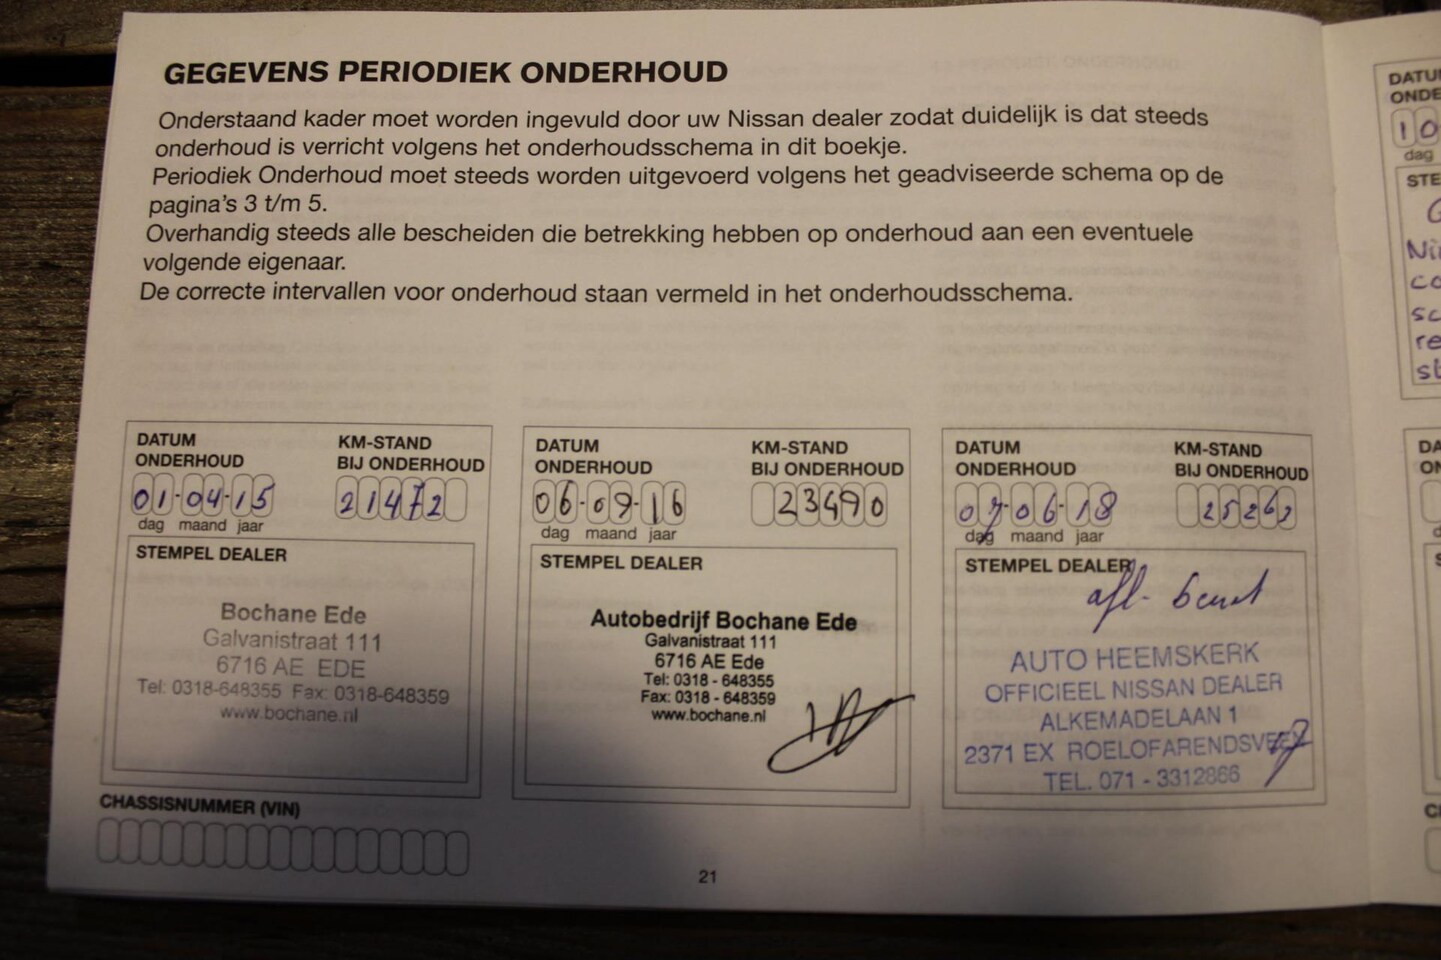 GEGEVENS PERIODIEK ONDERHOUD
Onderstaand kader moet worden ingevuld door uw Nissan dealer zodat duidelijk is dat steeds
onderhoud is verricht volgens het onderhoudsschema in dit boekje.
Periodiek Onderhoud moet steeds worden uitgevoerd volgens het geadviseerde schema op de
pagina's 3 t/m 5.
Overhandig steeds alle bescheiden die betrekking hebben op onderhoud aan een eventuele
volgende eigenaar.
De correcte intervallen voor onderhoud staan vermeld in het onderhoudsschema.
DATUM ONDERHOUD
KM-STAND BIJ ONDERHOUD
01-04-15
21472
dag maand jaar
STEMPEL DEALER
Bochane Ede
Galvanistraat 111
6716 AE EDE
Tel: 0318-648355 Fax: 0318-648359
www.bochane.nl
CHASSISNUMMER (VIN)
DATUM ONDERHOUD
KM-STAND BIJ ONDERHOUD
06-09-16
23490
dag maand jaar
STEMPEL DEALER
Autobedrijf Bochane Ede
Galvanistraat 111
6716 AE Ede
Tel: 0318 - 648355
Fax: 0318 - 648359
www.bochane.nl
DATUM ONDERHOUD
KM-STAND BIJ ONDERHOUD
07-06-18
dag maand jaar
STEMPEL DEALER
AUTO HEEMSKERK
OFFICIEEL NISSAN DEALER
ALKEMADELAAN 1
2371 EX ROELOFARENDSVEEN
TEL. 071 - 3312866
21
10
dag